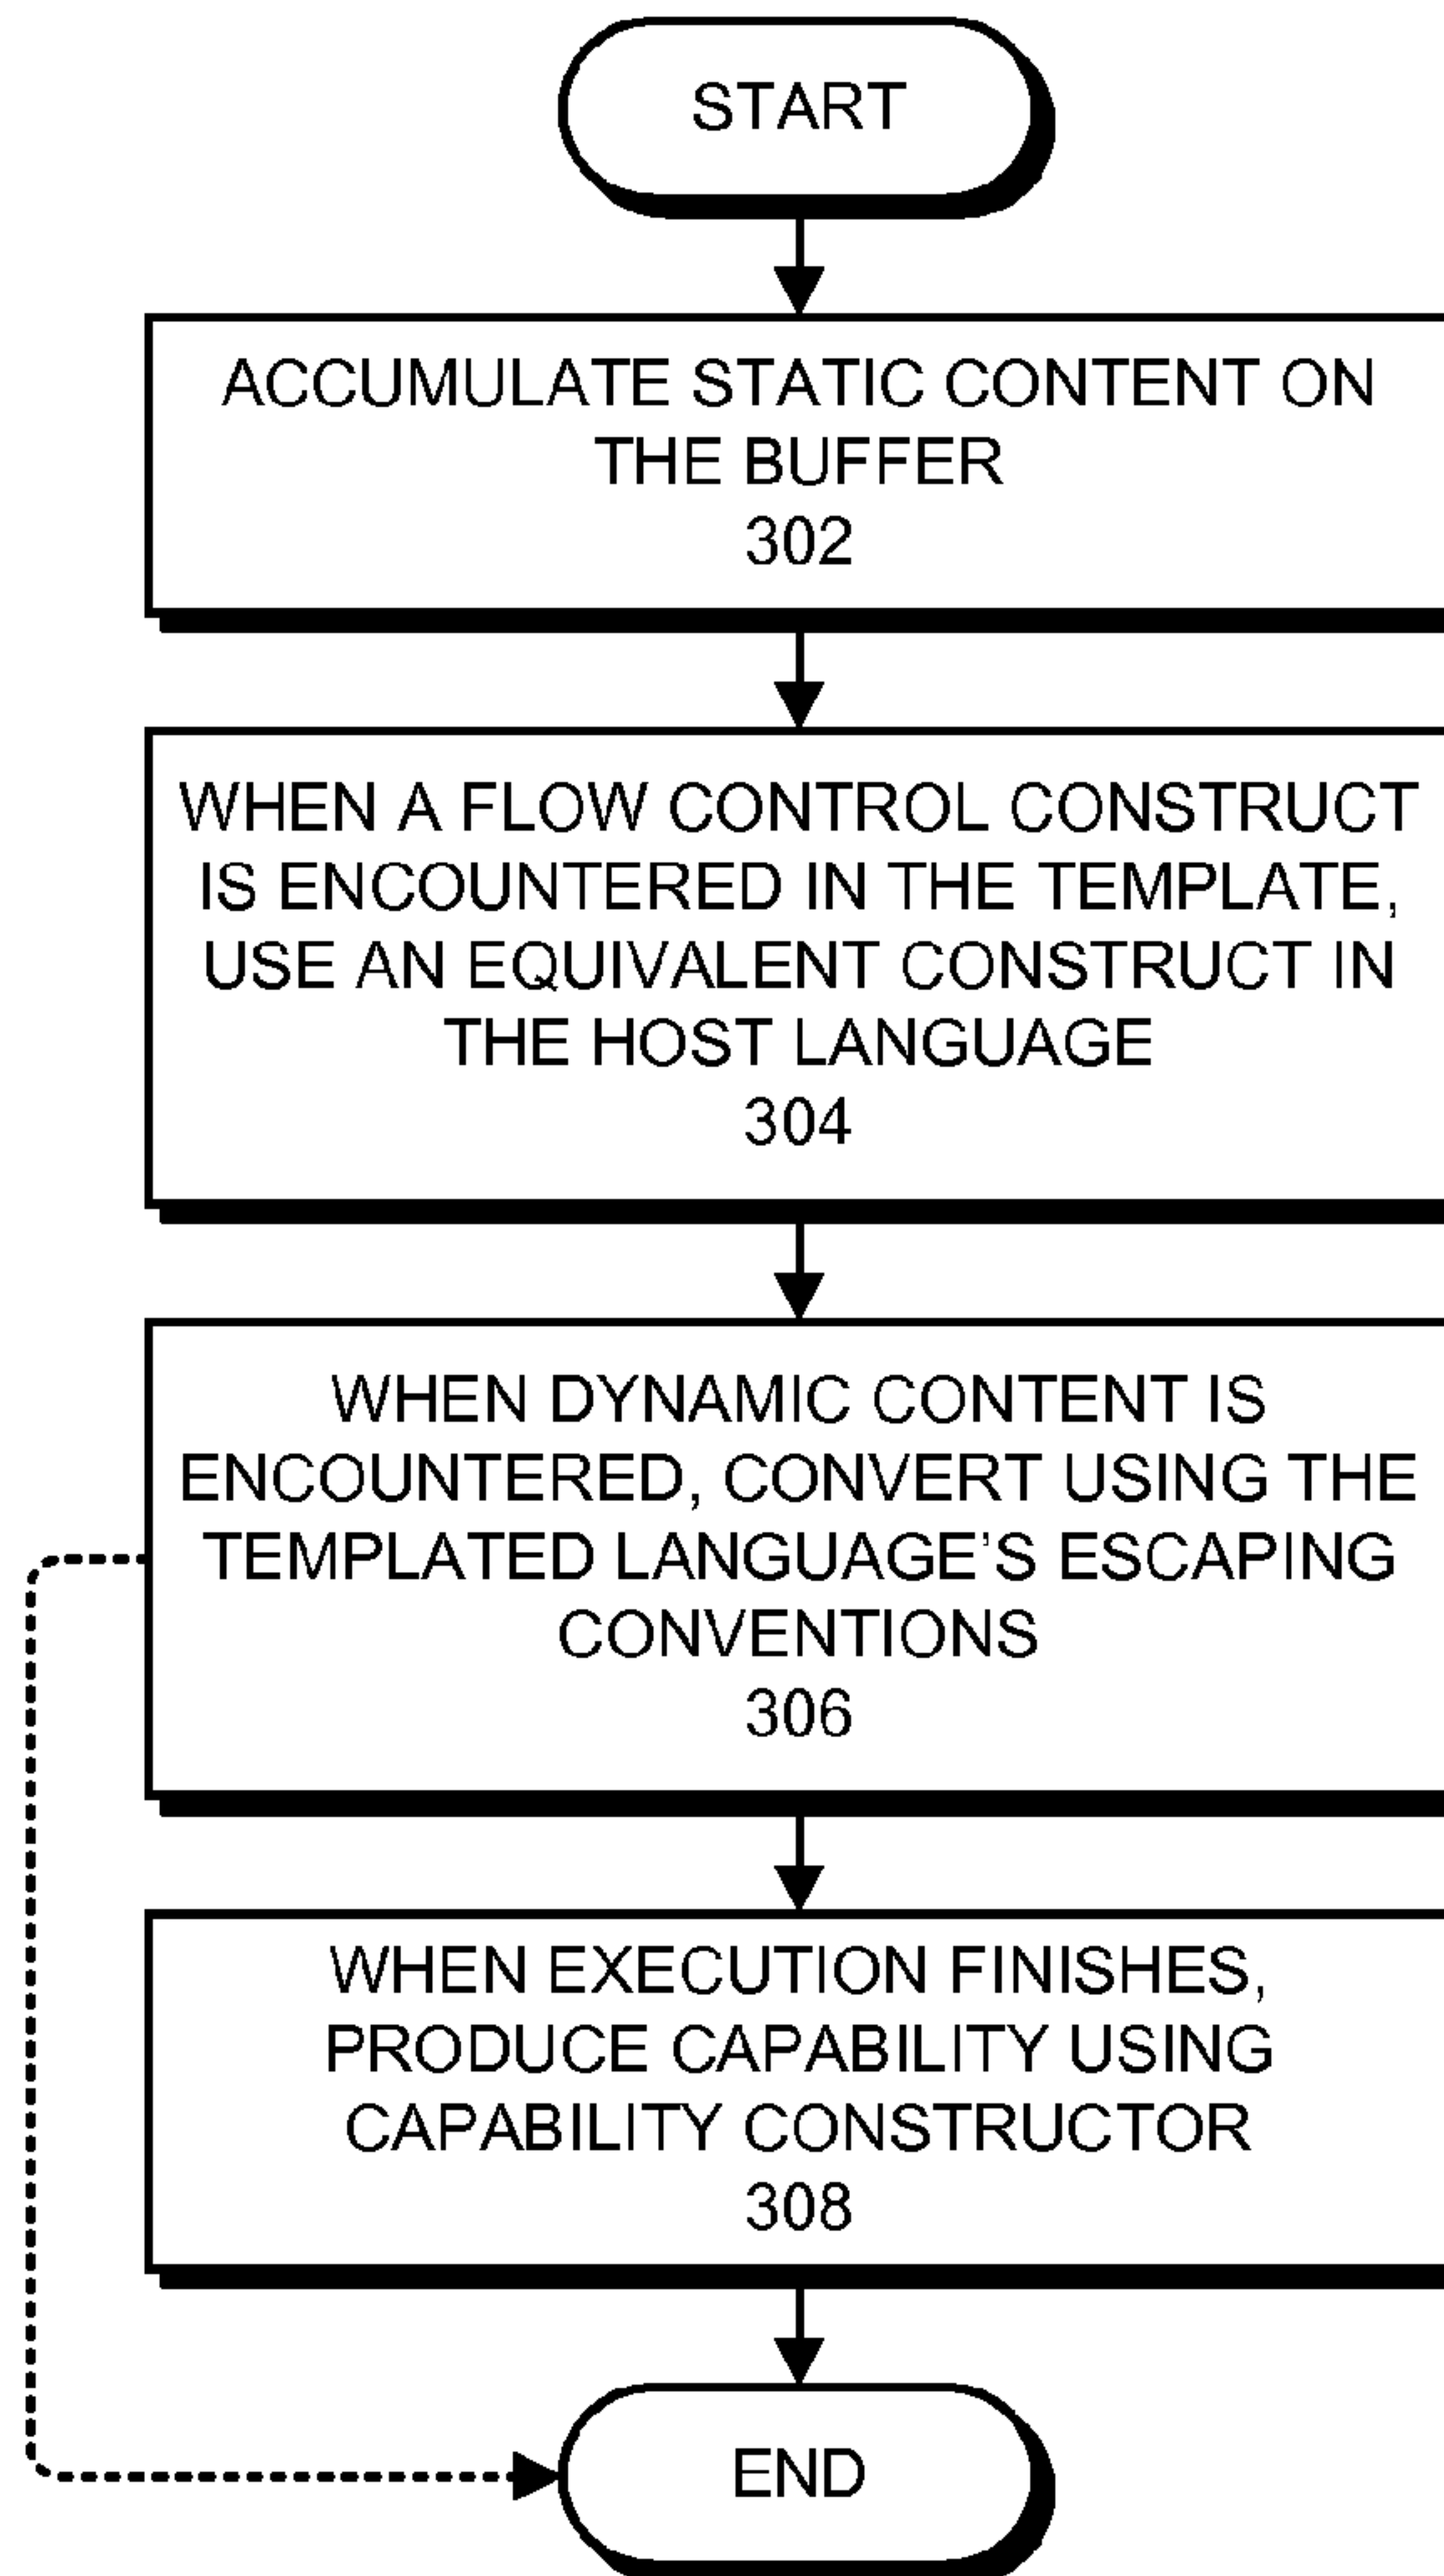 START
ACCUMULATE STATIC CONTENT ON
THE BUFFER
302
WHEN A FLOW CONTROL CONSTRUCT
IS ENCOUNTERED IN THE TEMPLATE,
USE AN EQUIVALENT CONSTRUCT IN
THE HOST LANGUAGE
304
WHEN DYNAMIC CONTENT IS
ENCOUNTERED, CONVERT USING THE
TEMPLATED LANGUAGE’S ESCAPING
CONVENTIONS
306
WHEN EXECUTION FINISHES,
PRODUCE CAPABILITY USING
CAPABILITY CONSTRUCTOR
308
END